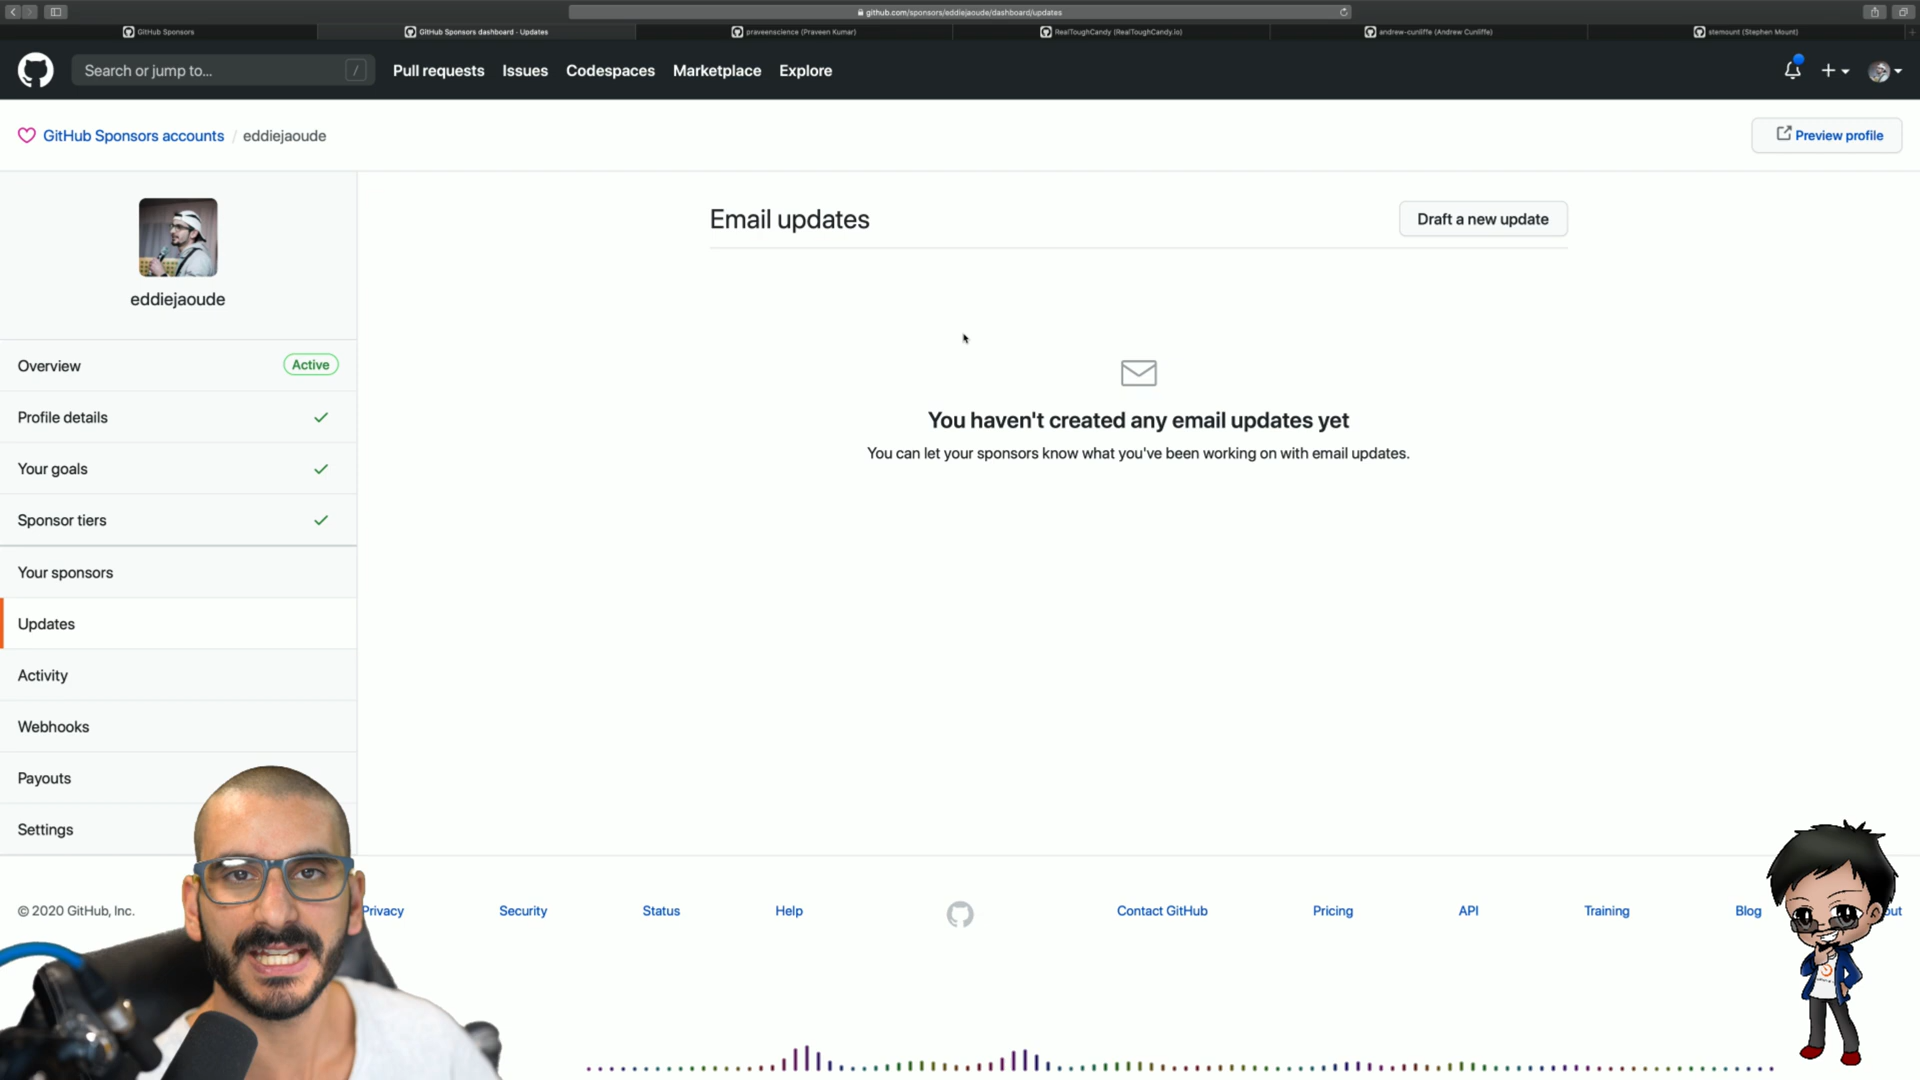 github.com/sponsors/eddiejaoude/dashboard/updates
GitHub Sponsors
GitHub Sponsors dashboard - Updates
praveenscience (Praveen Kumar)
RealToughCandy (RealToughCandy.io)
andrew-cunliffe (Andrew Cunliffe)
stemount (Stephen Mount)
Search or jump to... /
Pull requests Issues Codespaces Marketplace Explore
GitHub Sponsors accounts / eddiejaoude
Preview profile
eddiejaoude
Overview Active
Profile details
Your goals
Sponsor tiers
Your sponsors
Updates
Activity
Webhooks
Payouts
Settings
Email updates
Draft a new update
You haven't created any email updates yet
You can let your sponsors know what you've been working on with email updates.
© 2020 GitHub, Inc. Privacy Security Status Help Contact GitHub Pricing API Training Blog